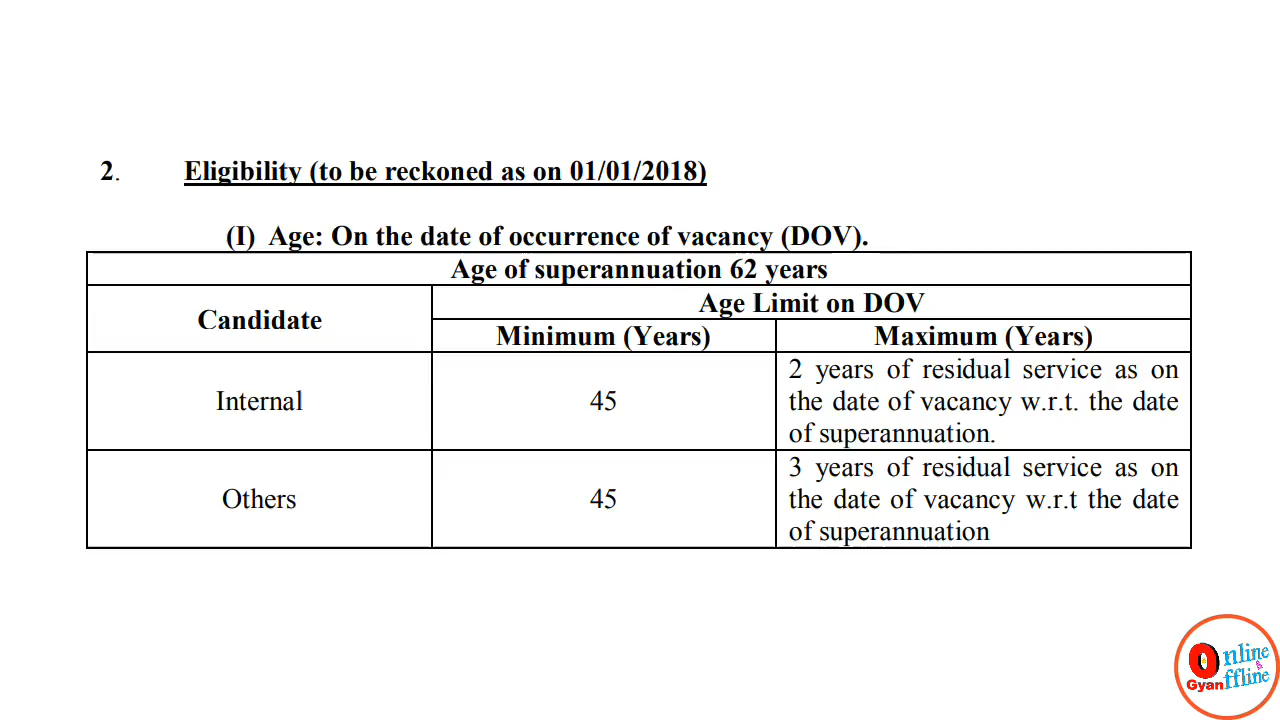 2. Eligibility (to be reckoned as on 01/01/2018)
(I) Age: On the date of occurrence of vacancy (DOV).
Age of superannuation 62 years
Candidate
Age Limit on DOV
Minimum (Years) Maximum (Years)
Internal
45
2 years of residual service as on
the date of vacancy w.r.t. the date
of superannuation.
Others
45
3 years of residual service as on
the date of vacancy w.r.t the date
of superannuation
Online
&
Gyan ffline